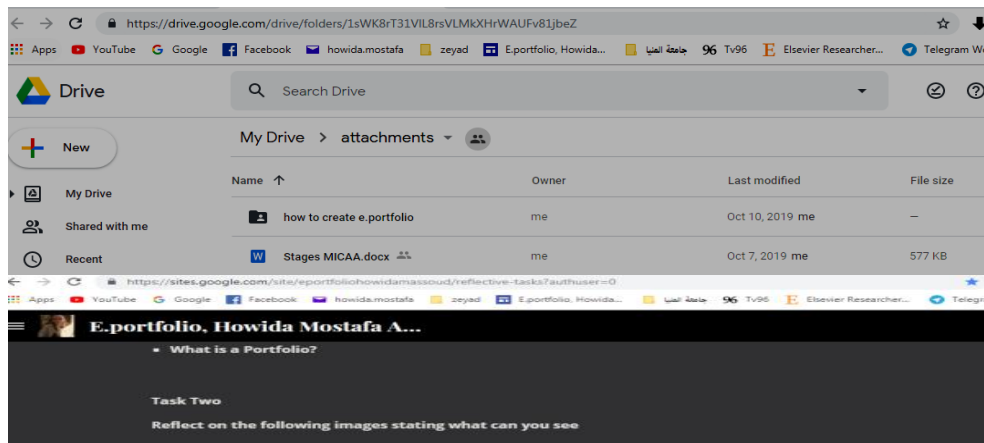 https://drive.google.com/drive/folders/1sWK8rT31VlL8rsVLMkXHrWAUFv81jbeZ
Apps YouTube Google Facebook howida.mostafa zeyad E.portfolio, Howida... جامعة المنيا 96 Tv96 E Elsevier Researcher... Telegram We
Drive Search Drive
My Drive > attachments
New
Name ↑ Owner Last modified File size
My Drive
how to create e.portfolio me Oct 10, 2019 me –
Shared with me
Recent W Stages MICAA.docx me Oct 7, 2019 me 577 KB
https://sites.google.com/site/eportfoliohowidamassoud/reflective-tasks?authuser=0
Apps YouTube Google Facebook howida.mostafa zeyad E.portfolio, Howida... جامعة المنيا 96 Tv96 E Elsevier Researcher... Telegr
E.portfolio, Howida Mostafa A...
▪ What is a Portfolio?
Task Two
Reflect on the following images stating what can you see